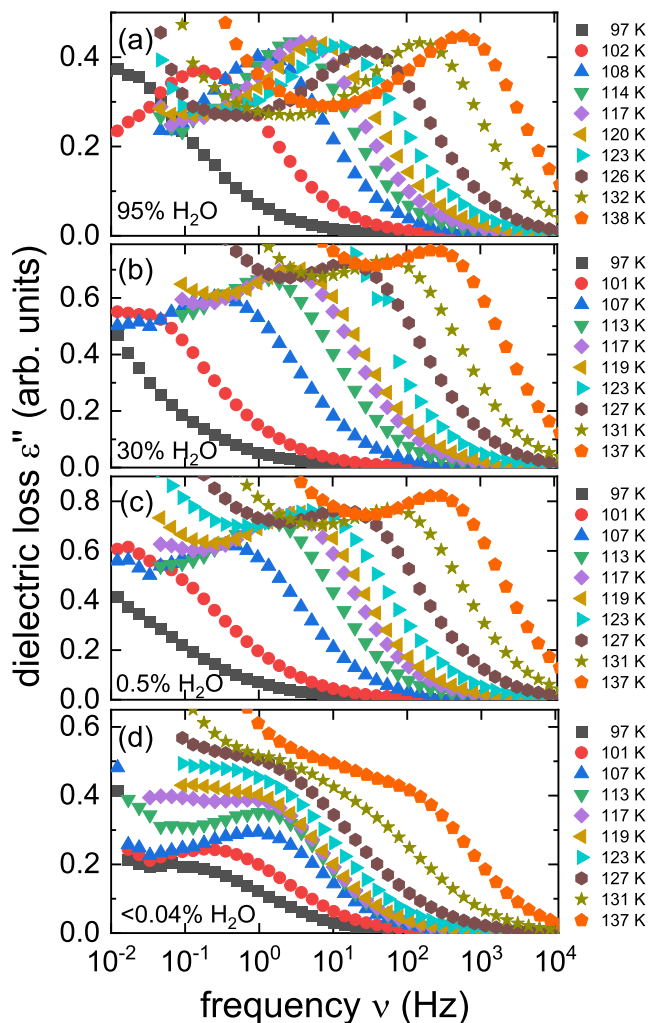 dielectric loss ε" (arb. units)
(a)
0.4
0.2
0.0
95% H₂O
97 K
102 K
108 K
114 K
117 K
120 K
123 K
126 K
132 K
138 K
(b)
0.6
0.4
0.2
0.0
30% H₂O
97 K
101 K
107 K
113 K
117 K
119 K
123 K
127 K
131 K
137 K
(c)
0.8
0.6
0.4
0.2
0.0
0.5% H₂O
97 K
101 K
107 K
113 K
117 K
119 K
123 K
127 K
131 K
137 K
(d)
0.6
0.4
0.2
0.0
<0.04% H₂O
97 K
101 K
107 K
113 K
117 K
119 K
123 K
127 K
131 K
137 K
10⁻² 10⁻¹ 10⁰ 10¹ 10² 10³ 10⁴
frequency ν (Hz)